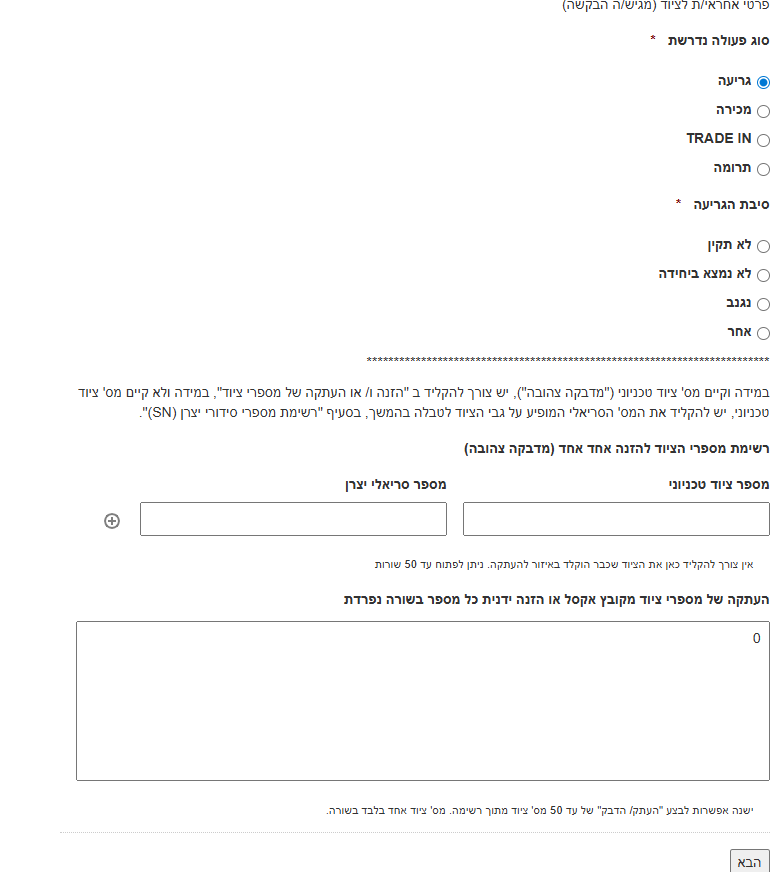 פרטי אחראי/ת לציוד (מגיש/ה הבקשה)
סוג פעולה נדרשת *
גריעה
מכירה
TRADE IN
תרומה
סיבת הגריעה *
לא תקין
לא נמצא ביחידה
נגנב
אחר
**************************************************************************
במידה וקיים מס' ציוד טכניוני ("מדבקה צהובה"), יש צורך להקליד ב "הזנה ו/ או העתקה של מספרי ציוד", במידה ולא קיים מס' ציוד
טכניוני, יש להקליד את המס' הסריאלי המופיע על גבי הציוד לטבלה בהמשך, בסעיף "רשימת מספרי סידורי יצרן (SN)".
רשימת מספרי הציוד להזנה אחד אחד (מדבקה צהובה)
מספר ציוד טכניוני מספר סריאלי יצרן
אין צורך להקליד כאן את הציוד שכבר הוקלד באיזור להעתקה. ניתן לפתוח עד 50 שורות
העתקה של מספרי ציוד מקובץ אקסל או הזנה ידנית כל מספר בשורה נפרדת
0
ישנה אפשרות לבצע "העתק/ הדבק" של עד 50 מס' ציוד מתוך רשימה. מס' ציוד אחד בלבד בשורה.
הבא